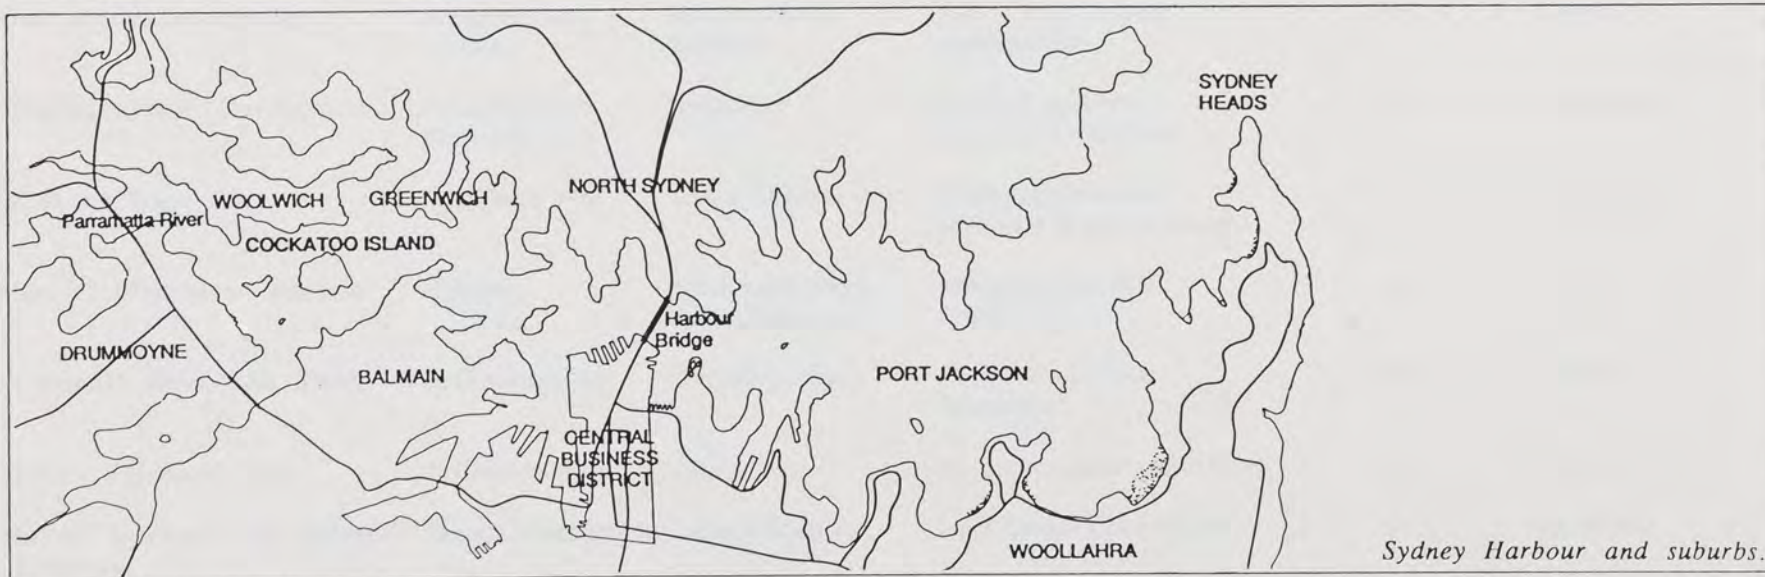 SYDNEY
HEADS
WOOLWICH
GREENWICH
NORTH SYDNEY
Parramatta River
COCKATOO ISLAND
Harbour
Bridge
DRUMMOYNE
BALMAIN
PORT JACKSON
CENTRAL
BUSINESS
DISTRICT
WOOLLAHRA
Sydney Harbour and suburbs.